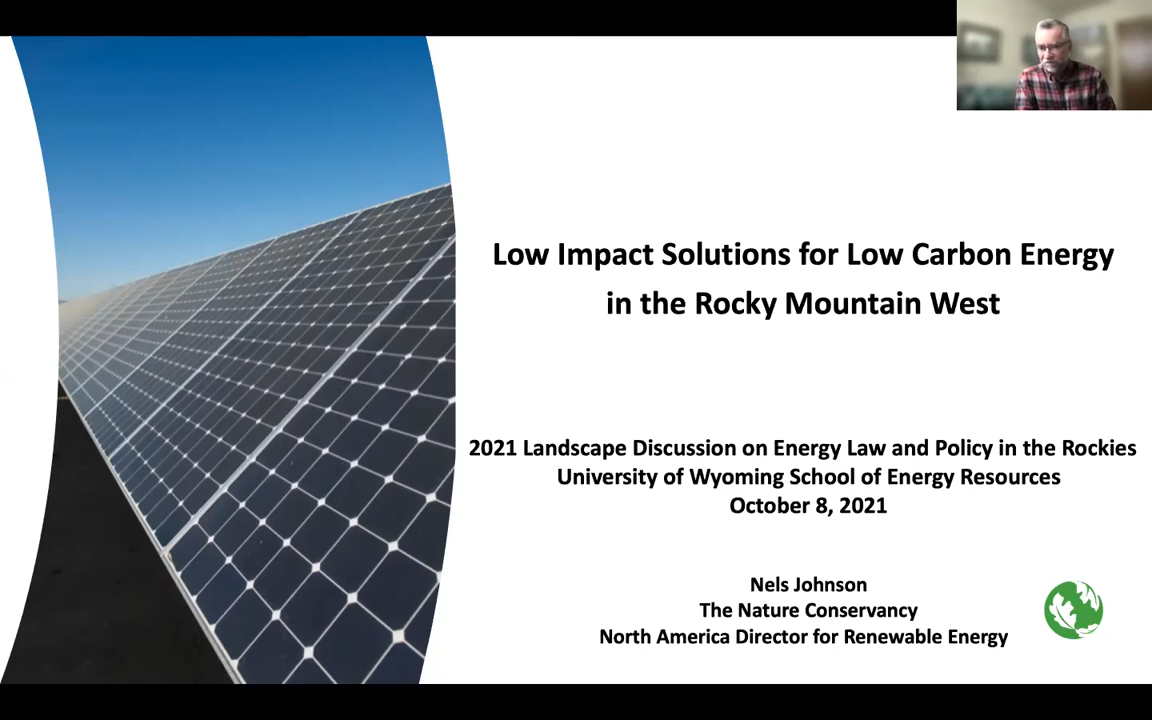 Low Impact Solutions for Low Carbon Energy
in the Rocky Mountain West
2021 Landscape Discussion on Energy Law and Policy in the Rockies
University of Wyoming School of Energy Resources
October 8, 2021
Nels Johnson
The Nature Conservancy
North America Director for Renewable Energy